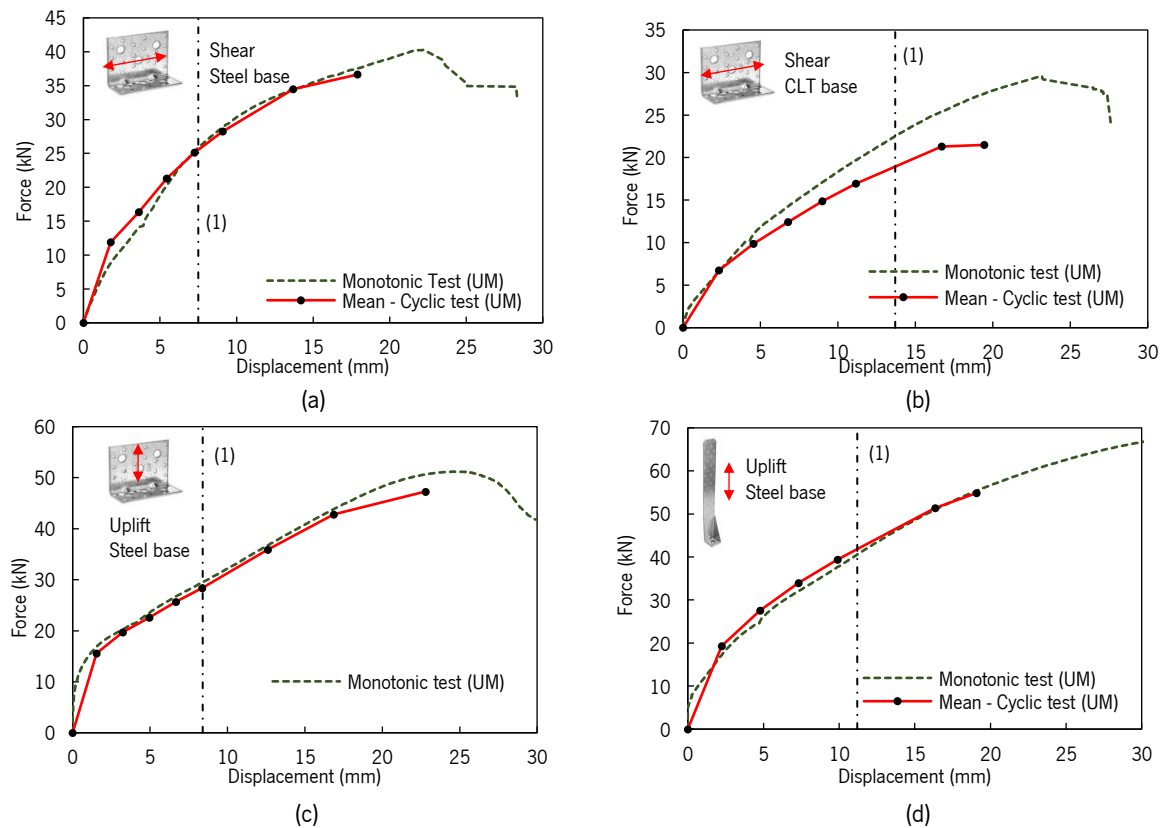 45
40
35
30
25
20
15
10
5
0
Force (kN)
Shear
Steel base
(1)
(1)
Monotonic Test (UM)
Mean - Cyclic test (UM)
0 5 10 15 20 25 30
Displacement (mm)
(a)
35
30
25
20
15
10
5
0
Force (kN)
Shear
CLT base
(1)
Monotonic test (UM)
Mean - Cyclic test (UM)
0 5 10 15 20 25 30
Displacement (mm)
(b)
60
50
40
30
20
10
0
Force (kN)
Uplift
Steel base
(1)
Monotonic test (UM)
0 5 10 15 20 25 30
Displacement (mm)
(c)
70
60
50
40
30
20
10
0
Force (kN)
Uplift
Steel base
(1)
Monotonic test (UM)
Mean - Cyclic test (UM)
0 5 10 15 20 25 30
Displacement (mm)
(d)